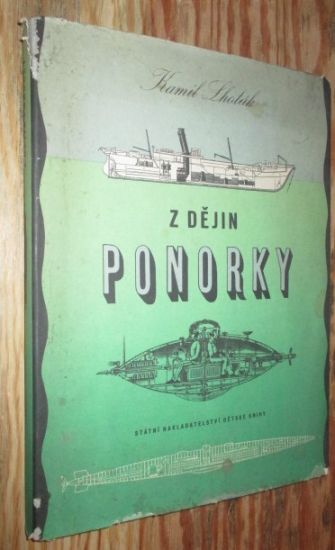 Kamil Lhoták
Z DĚJIN
PONORKY
STÁTNÍ NAKLADATELSTVÍ DĚTSKÉ KNIHY